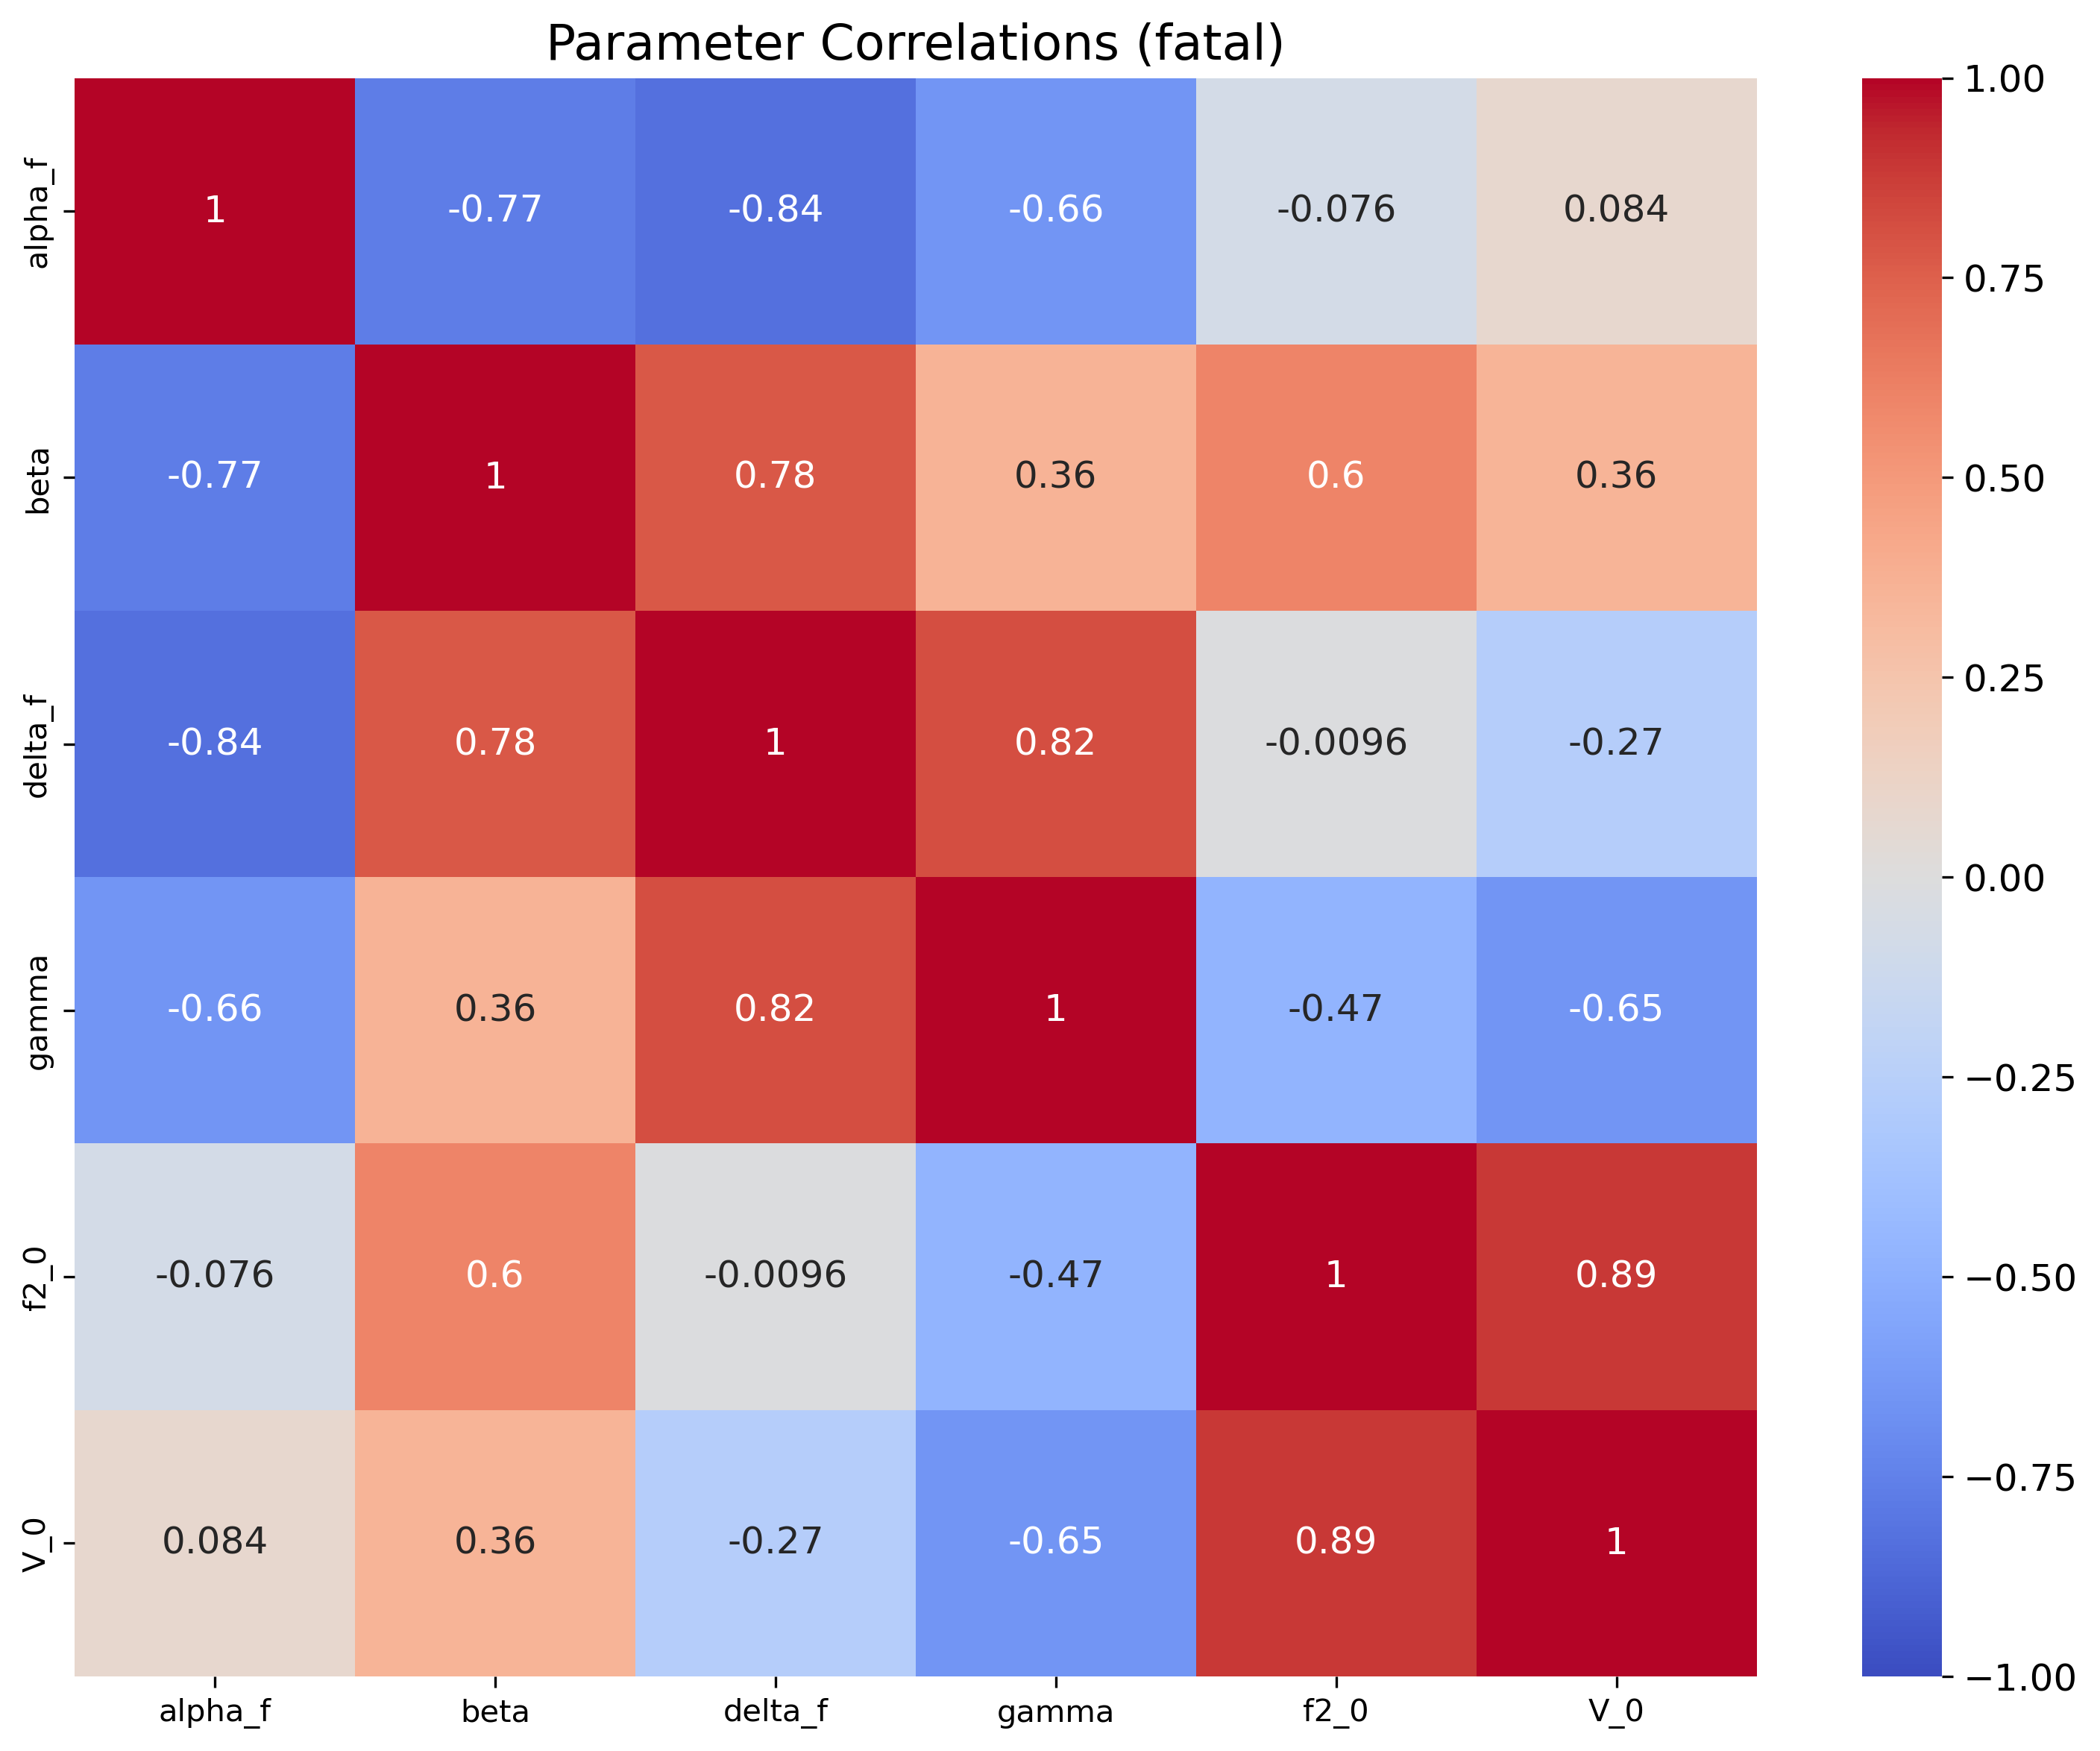 Parameter Correlations (fatal)
alpha_f 1 -0.77 -0.84 -0.66 -0.076 0.084
beta -0.77 1 0.78 0.36 0.6 0.36
delta_f -0.84 0.78 1 0.82 -0.0096 -0.27
gamma -0.66 0.36 0.82 1 -0.47 -0.65
f2_0 -0.076 0.6 -0.0096 -0.47 1 0.89
V_0 0.084 0.36 -0.27 -0.65 0.89 1
alpha_f beta delta_f gamma f2_0 V_0
1.00
0.75
0.50
0.25
0.00
−0.25
−0.50
−0.75
−1.00